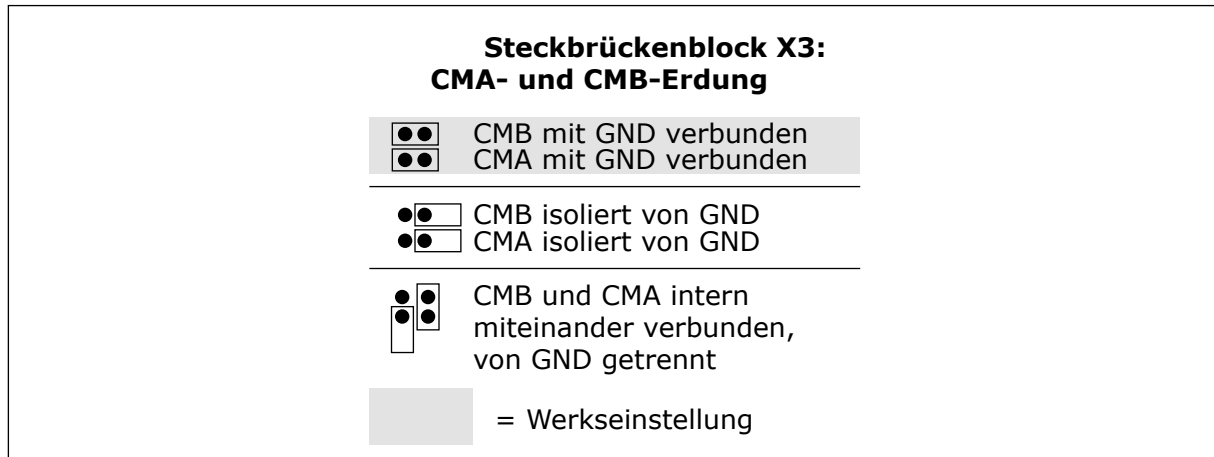 Steckbrückenblock X3:
CMA- und CMB-Erdung
CMB mit GND verbunden
CMA mit GND verbunden
CMB isoliert von GND
CMA isoliert von GND
CMB und CMA intern
miteinander verbunden,
von GND getrennt
= Werkseinstellung